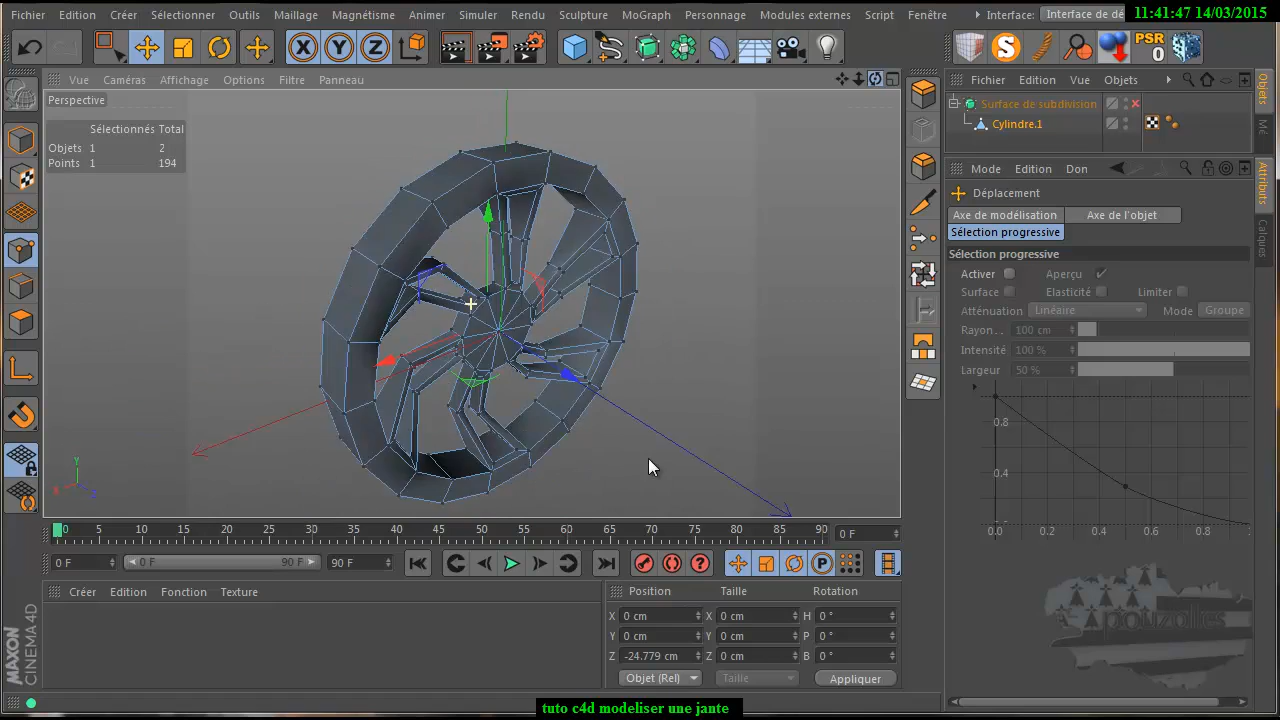 Fichier Edition Créer Sélectionner Outils Maillage Magnétisme Animer Simuler Rendu Sculpture MoGraph Personnage Modules externes Script Fenêtre Interface: Interface de dé 11:41:47 14/03/2015
X Y Z S PSR 0
Vue Caméras Affichage Options Filtre Panneau
Fichier Edition Vue Objets
Perspective
Surface de subdivision
Cylindre.1
Sélectionnés Total
Objets 1 2
Points 1 194
Y
X
Z
Objets
Mé
Attributs
Calques
Mode Edition Don
Déplacement
Axe de modélisation Axe de l'objet
Sélection progressive
Sélection progressive
Activer Aperçu
Surface Elasticité Limiter
Atténuation Linéaire Mode Groupe
Rayon.. 100 cm
Intensité 100 %
Largeur 50 %
0.8
0.4
0.0 0.2 0.4 0.6 0.8
0 5 10 15 20 25 30 35 40 45 50 55 60 65 70 75 80 85 90 0 F
0 F 0 F 90 F 90 F ? P
Créer Edition Fonction Texture
Position Taille Rotation
X 0 cm X 0 cm H 0 °
Y 0 cm Y 0 cm P 0 °
Z -24.779 cm Z 0 cm B 0 °
Objet (Rel) Taille Appliquer
MAXON
CINEMA 4D
pouzolles
tuto c4d modeliser une jante